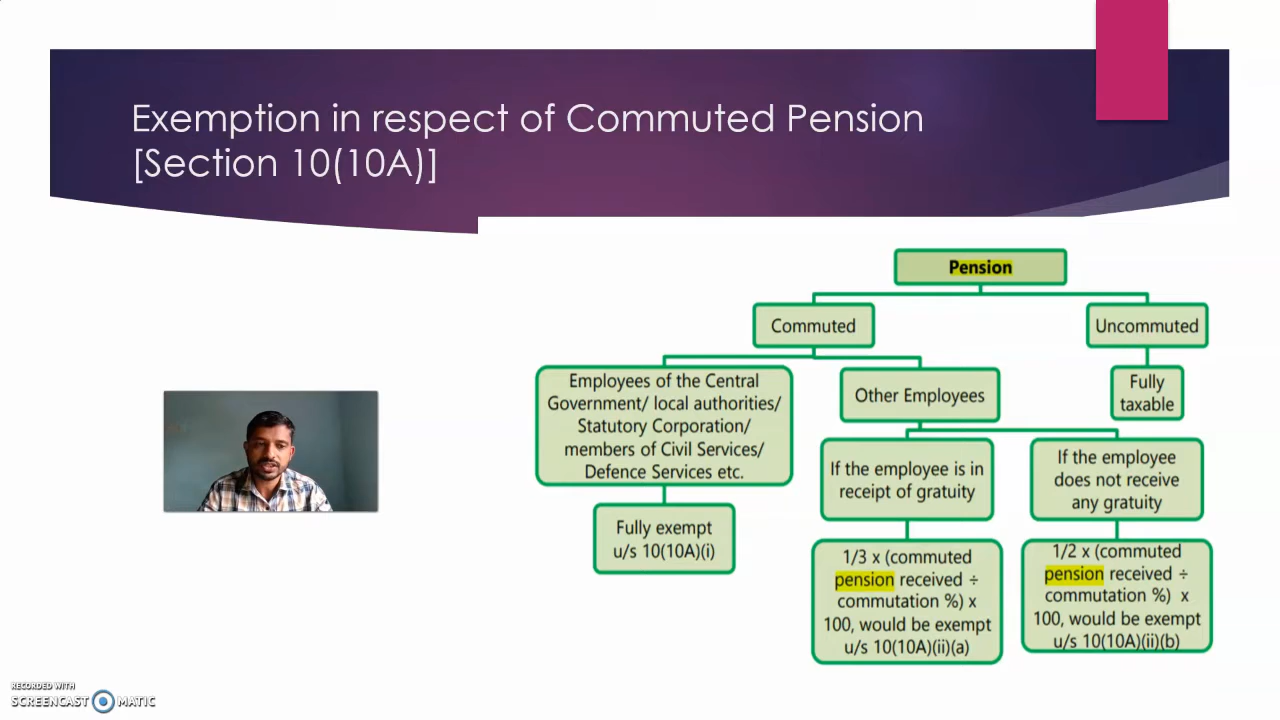 Exemption in respect of Commuted Pension
[Section 10(10A)]
Pension
Commuted
Uncommuted
Employees of the Central
Government/ local authorities/
Statutory Corporation/
members of Civil Services/
Defence Services etc.
Other Employees
Fully
taxable
If the employee is in
receipt of gratuity
If the employee
does not receive
any gratuity
Fully exempt
u/s 10(10A)(i)
1/3 x (commuted
pension received ÷
commutation %) x
100, would be exempt
u/s 10(10A)(ii)(a)
1/2 x (commuted
pension received ÷
commutation %) x
100, would be exempt
u/s 10(10A)(ii)(b)
RECORDED WITH
SCREENCAST MATIC